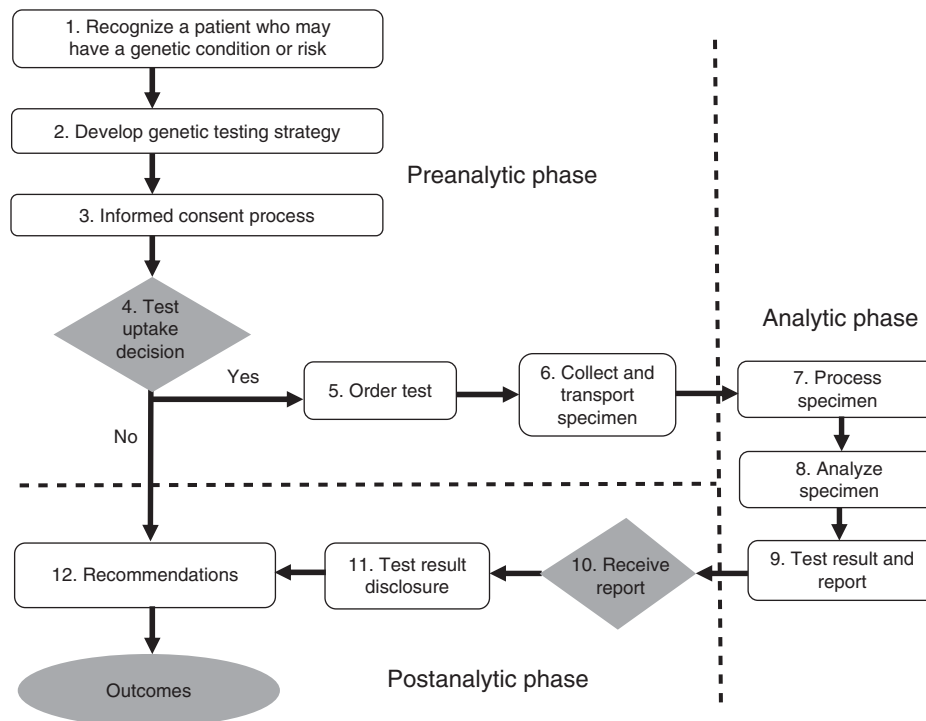 1. Recognize a patient who may
have a genetic condition or risk
2. Develop genetic testing strategy
Preanalytic phase
3. Informed consent process
4. Test
uptake
decision
Analytic phase
Yes
5. Order test
6. Collect and
transport
specimen
7. Process
specimen
No
8. Analyze
specimen
9. Test result and
report
10. Receive
report
11. Test result
disclosure
12. Recommendations
Postanalytic phase
Outcomes